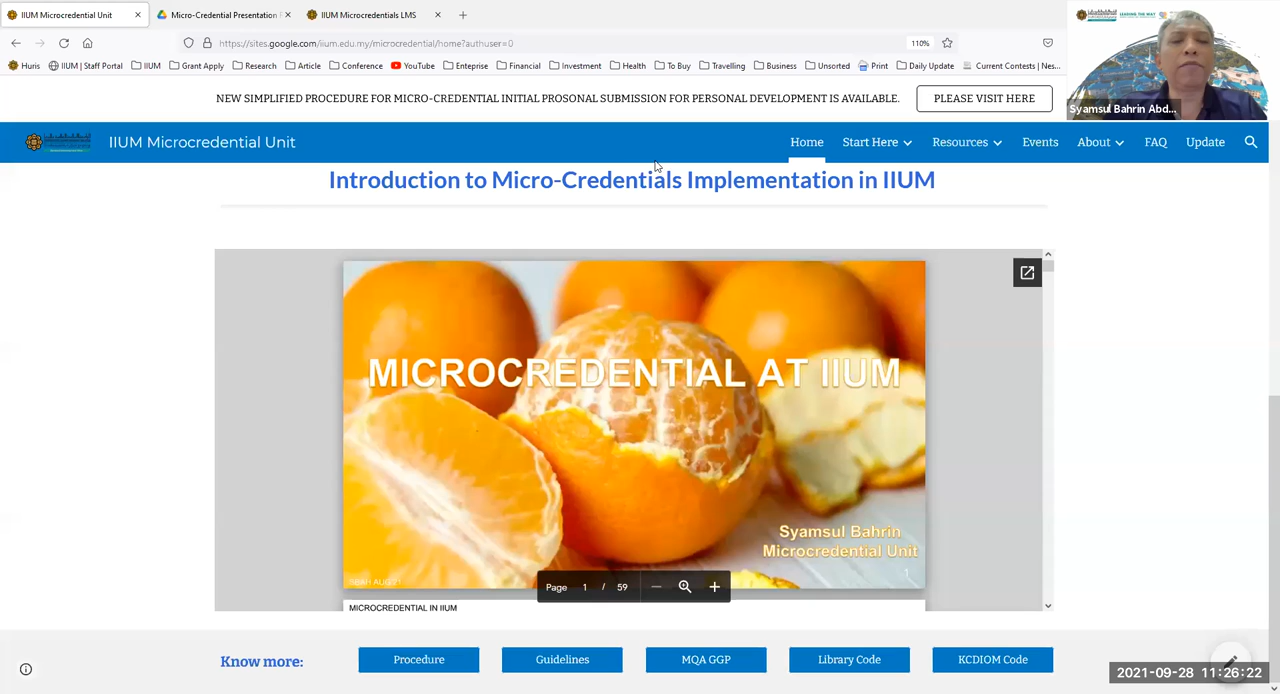 IIUM Microcredential Unit
Micro-Credential Presentation
IIUM Microcredentials LMS
https://sites.google.com/iium.edu.my/microcredential/home?authuser=0
110%
Huris
IIUM | Staff Portal
IIUM
Grant Apply
Research
Article
Conference
YouTube
Enteprise
Financial
Investment
Health
To Buy
Travelling
Business
Unsorted
Print
Daily Update
Current Contests | Nes...
LEADING THE WAY
Syamsul Bahrin Abd...
NEW SIMPLIFIED PROCEDURE FOR MICRO-CREDENTIAL INITIAL PROSONAL SUBMISSION FOR PERSONAL DEVELOPMENT IS AVAILABLE.
PLEASE VISIT HERE
IIUM Microcredential Unit
Home
Start Here
Resources
Events
About
FAQ
Update
Introduction to Micro-Credentials Implementation in IIUM
MICROCREDENTIAL AT IIUM
Syamsul Bahrin
Microcredential Unit
1
Page 1 / 59
MICROCREDENTIAL IN IIUM
Know more:
Procedure
Guidelines
MQA GGP
Library Code
KCDIOM Code
2021-09-28 11:26:22